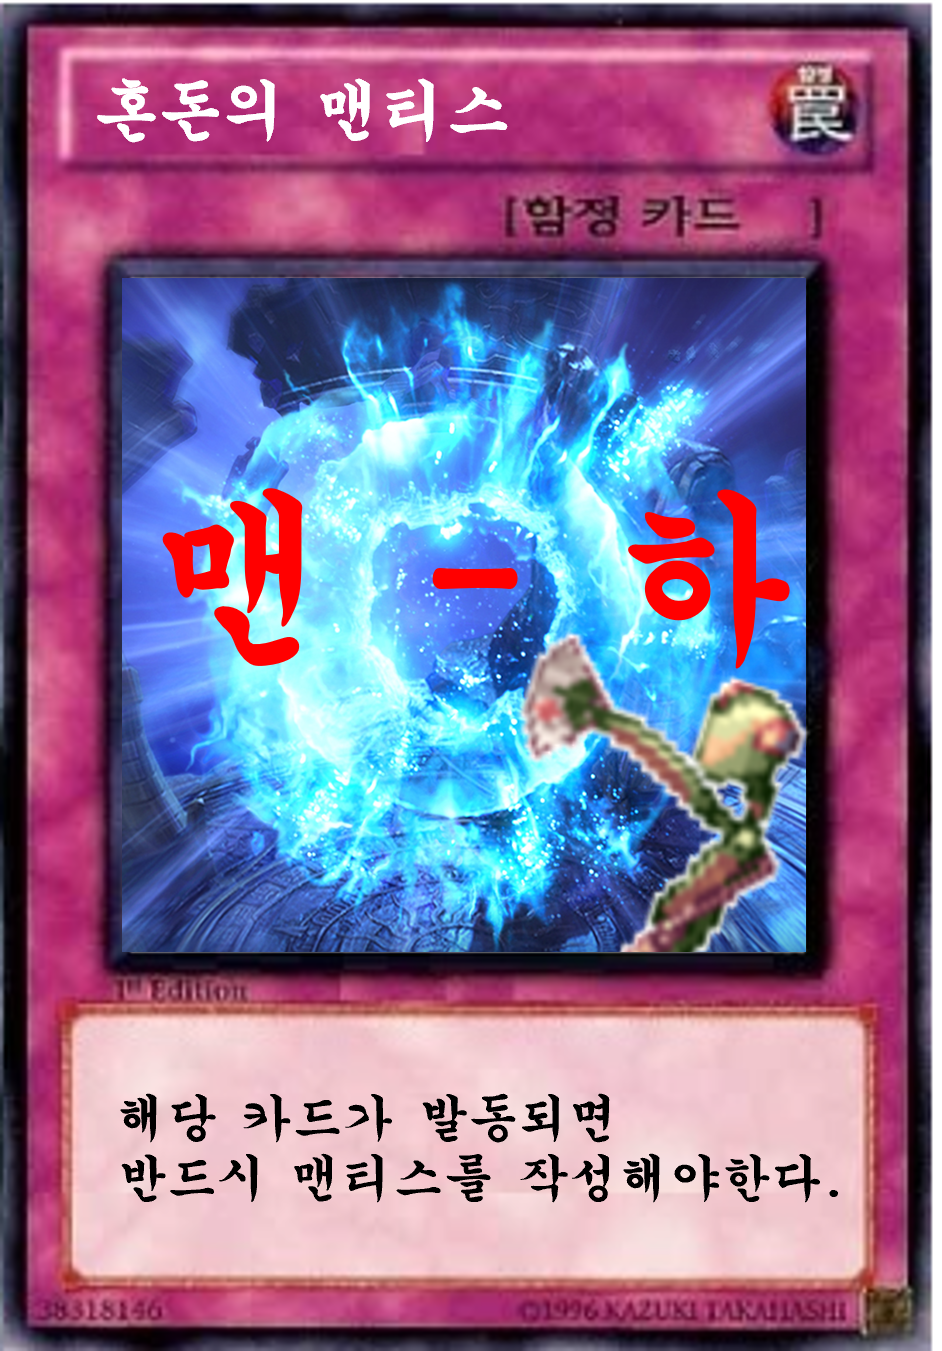 혼돈의 맨티스
함정 罠
[함정 카드 ]
맨 - 하
1st Edition
해당 카드가 발동되면
반드시 맨티스를 작성해야한다.
38318146
©1996 KAZUKI TAKAHASHI